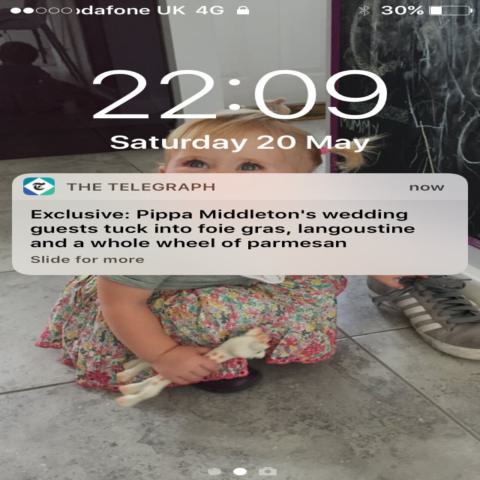 dafone UK 4G 30%
22:09
Saturday 20 May
THE TELEGRAPH now
Exclusive: Pippa Middleton's wedding
guests tuck into foie gras, langoustine
and a whole wheel of parmesan
Slide for more